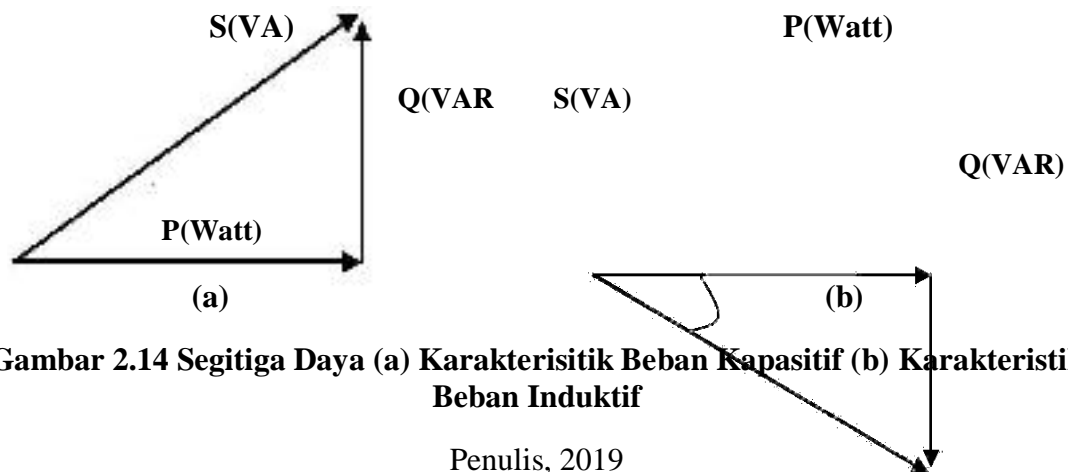 S(VA)
P(Watt)
Q(VAR
S(VA)
Q(VAR)
P(Watt)
(a)
(b)
Gambar 2.14 Segitiga Daya (a) Karakterisitik Beban Kapasitif (b) Karakteristi
Beban Induktif
Penulis, 2019